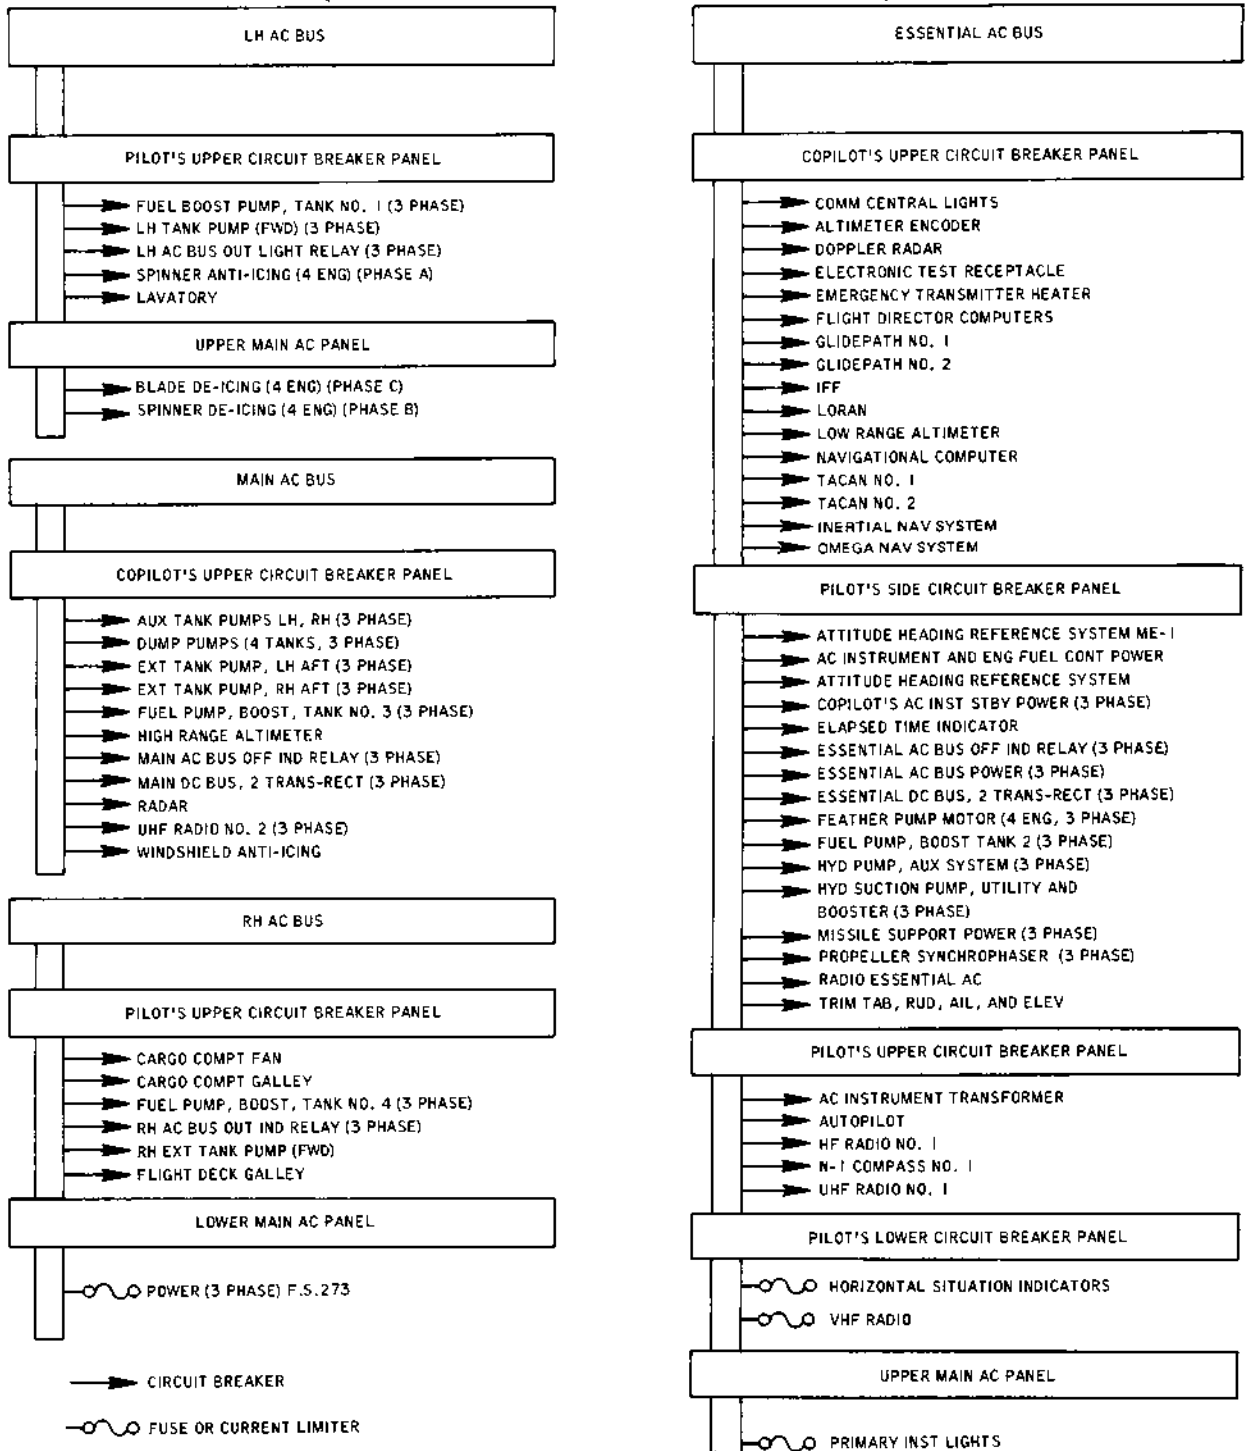 LH AC BUS
PILOT'S UPPER CIRCUIT BREAKER PANEL
FUEL BOOST PUMP, TANK NO. 1 (3 PHASE)
LH TANK PUMP (FWD) (3 PHASE)
LH AC BUS OUT LIGHT RELAY (3 PHASE)
SPINNER ANTI-ICING (4 ENG) (PHASE A)
LAVATORY
UPPER MAIN AC PANEL
BLADE DE-ICING (4 ENG) (PHASE C)
SPINNER DE-ICING (4 ENG) (PHASE B)
MAIN AC BUS
COPILOT'S UPPER CIRCUIT BREAKER PANEL
AUX TANK PUMPS LH, RH (3 PHASE)
DUMP PUMPS (4 TANKS, 3 PHASE)
EXT TANK PUMP, LH AFT (3 PHASE)
EXT TANK PUMP, RH AFT (3 PHASE)
FUEL PUMP, BOOST, TANK NO. 3 (3 PHASE)
HIGH RANGE ALTIMETER
MAIN AC BUS OFF IND RELAY (3 PHASE)
MAIN DC BUS, 2 TRANS-RECT (3 PHASE)
RADAR
UHF RADIO NO. 2 (3 PHASE)
WINDSHIELD ANTI-ICING
RH AC BUS
PILOT'S UPPER CIRCUIT BREAKER PANEL
CARGO COMPT FAN
CARGO COMPT GALLEY
FUEL PUMP, BOOST, TANK NO. 4 (3 PHASE)
RH AC BUS OUT IND RELAY (3 PHASE)
RH EXT TANK PUMP (FWD)
FLIGHT DECK GALLEY
LOWER MAIN AC PANEL
POWER (3 PHASE) F.S.273
CIRCUIT BREAKER
FUSE OR CURRENT LIMITER
ESSENTIAL AC BUS
COPILOT'S UPPER CIRCUIT BREAKER PANEL
COMM CENTRAL LIGHTS
ALTIMETER ENCODER
DOPPLER RADAR
ELECTRONIC TEST RECEPTACLE
EMERGENCY TRANSMITTER HEATER
FLIGHT DIRECTOR COMPUTERS
GLIDEPATH NO. 1
GLIDEPATH NO. 2
IFF
LORAN
LOW RANGE ALTIMETER
NAVIGATIONAL COMPUTER
TACAN NO. 1
TACAN NO. 2
INERTIAL NAV SYSTEM
OMEGA NAV SYSTEM
PILOT'S SIDE CIRCUIT BREAKER PANEL
ATTITUDE HEADING REFERENCE SYSTEM ME-1
AC INSTRUMENT AND ENG FUEL CONT POWER
ATTITUDE HEADING REFERENCE SYSTEM
COPILOT'S AC INST STBY POWER (3 PHASE)
ELAPSED TIME INDICATOR
ESSENTIAL AC BUS OFF IND RELAY (3 PHASE)
ESSENTIAL AC BUS POWER (3 PHASE)
ESSENTIAL DC BUS, 2 TRANS-RECT (3 PHASE)
FEATHER PUMP MOTOR (4 ENG, 3 PHASE)
FUEL PUMP, BOOST TANK 2 (3 PHASE)
HYD PUMP, AUX SYSTEM (3 PHASE)
HYD SUCTION PUMP, UTILITY AND
BOOSTER (3 PHASE)
MISSILE SUPPORT POWER (3 PHASE)
PROPELLER SYNCHROPHASER (3 PHASE)
RADIO ESSENTIAL AC
TRIM TAB, RUD, AIL, AND ELEV
PILOT'S UPPER CIRCUIT BREAKER PANEL
AC INSTRUMENT TRANSFORMER
AUTOPILOT
HF RADIO NO. 1
N-1 COMPASS NO. 1
UHF RADIO NO. 1
PILOT'S LOWER CIRCUIT BREAKER PANEL
HORIZONTAL SITUATION INDICATORS
VHF RADIO
UPPER MAIN AC PANEL
PRIMARY INST LIGHTS